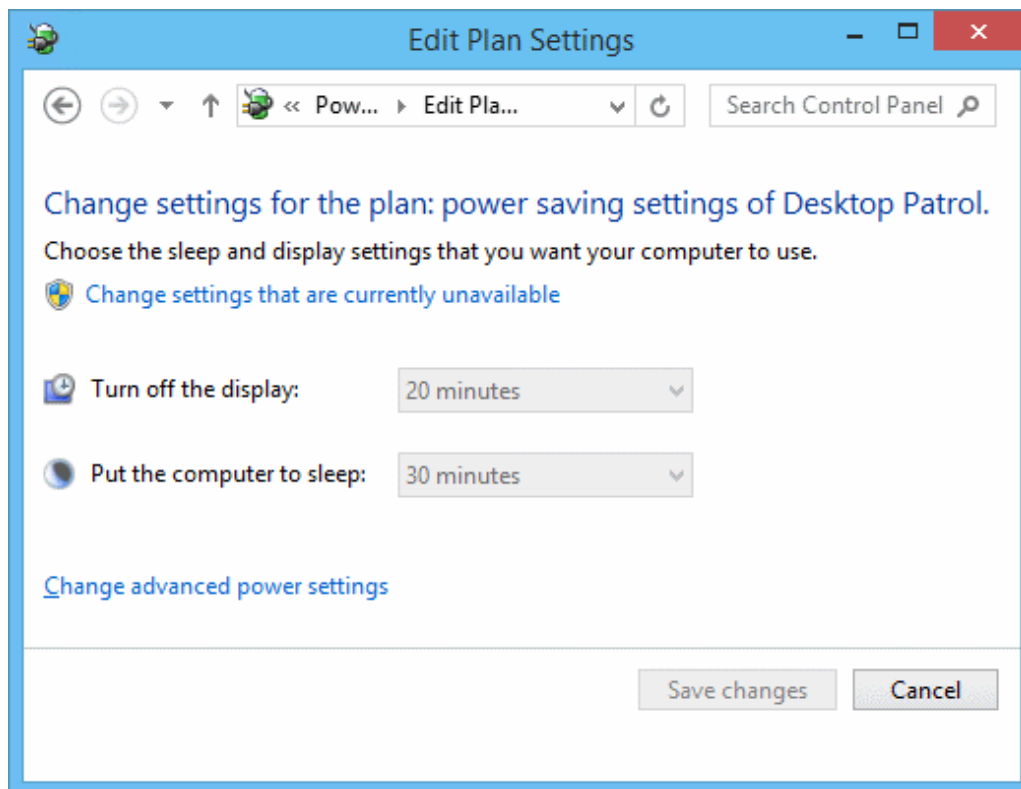 Edit Plan Settings
« Pow... Edit Pla... Search Control Panel
Change settings for the plan: power saving settings of Desktop Patrol.
Choose the sleep and display settings that you want your computer to use.
Change settings that are currently unavailable
Turn off the display: 20 minutes
Put the computer to sleep: 30 minutes
Change advanced power settings
Save changes Cancel